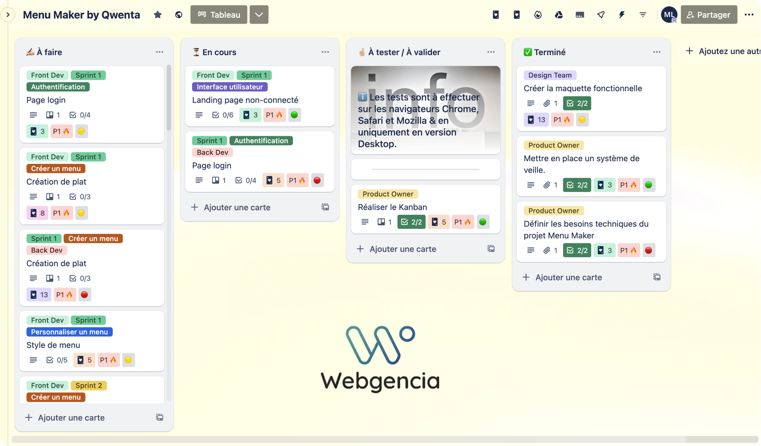 Menu Maker by Qwenta
Tableau
ML
Partager
À faire
Front Dev Sprint 1
Authentification
Page login
1 0/4
3 P1
Front Dev Sprint 1
Créer un menu
Création de plat
1 0/3
8 P1
Sprint 1 Créer un menu
Back Dev
Création de plat
1 0/3
13 P1
Front Dev Sprint 1
Personnaliser un menu
Style de menu
0/5 5 P1
Front Dev Sprint 2
Créer un menu
+ Ajouter une carte
En cours
Front Dev Sprint 1
Interface utilisateur
Landing page non-connecté
0/6 3 P1
Sprint 1 Authentification
Back Dev
Page login
1 0/4 5 P1
+ Ajouter une carte
À tester / À valider
info
Les tests sont à effectuer
sur les navigateurs Chrome,
Safari et Mozilla & en
uniquement en version
Desktop.
Product Owner
Réaliser le Kanban
1 2/2 5 P1
+ Ajouter une carte
Terminé
Design Team
Créer la maquette fonctionnelle
1 2/2
13 P1
Product Owner
Mettre en place un système de
veille.
1 2/2 3 P1
Product Owner
Définir les besoins techniques du
projet Menu Maker
1 2/2 3 P1
+ Ajouter une carte
+ Ajoutez une aut
Webgencia